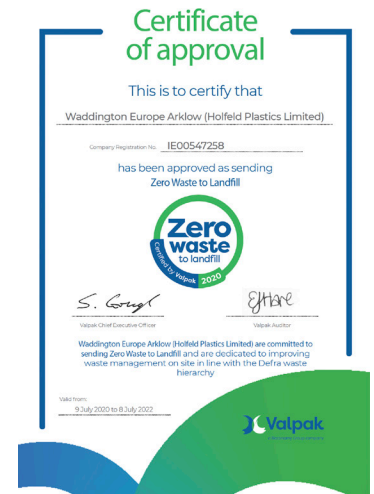 Certificate
of approval
This is to certify that
Waddington Europe Arklow (Holfeld Plastics Limited)
Company Registration No. IE00547258
has been approved as sending
Zero Waste to Landfill
Zero
waste
to landfill
Certified by Valpak 2020
S. Gough
Valpak Chief Executive Officer
Valpak Auditor
Waddington Europe Arklow (Holfeld Plastics Limited) are committed to
sending Zero Waste to Landfill and are dedicated to improving
waste management on site in line with the Defra waste
hierarchy
Valid from:
9 July 2020 to 8 July 2022
Valpak